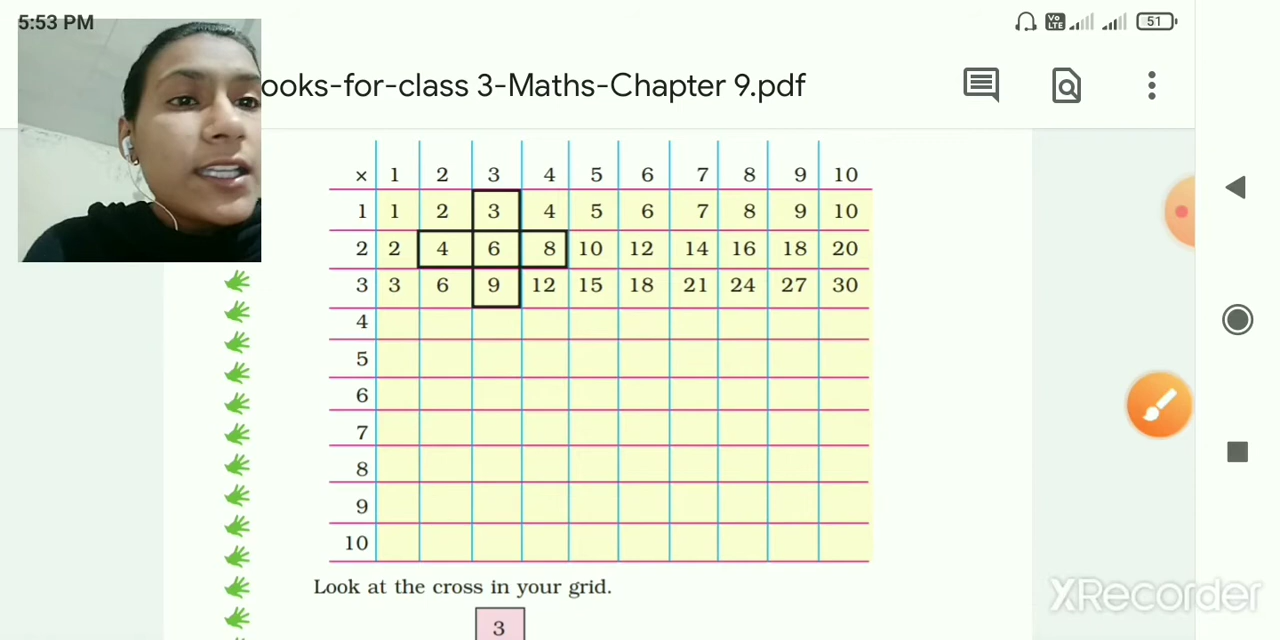 5:53 PM
Vo LTE
51
ooks-for-class 3-Maths-Chapter 9.pdf
× 1 2 3 4 5 6 7 8 9 10
1 1 2 3 4 5 6 7 8 9 10
2 2 4 6 8 10 12 14 16 18 20
3 3 6 9 12 15 18 21 24 27 30
4
5
6
7
8
9
10
Look at the cross in your grid.
3
XRecorder